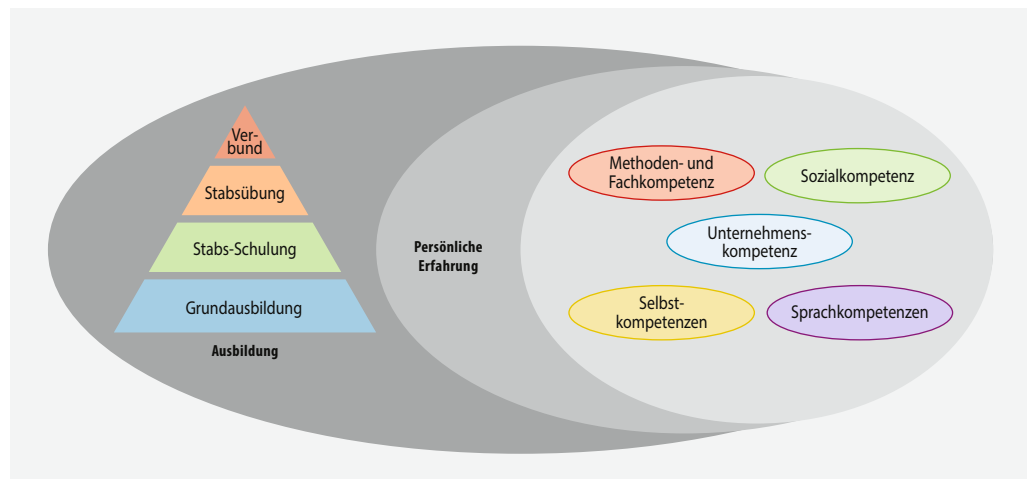 Ver-
bund
Stabsübung
Stabs-Schulung
Grundausbildung
Ausbildung
Persönliche
Erfahrung
Methoden- und
Fachkompetenz
Sozialkompetenz
Unternehmens-
kompetenz
Selbst-
kompetenzen
Sprachkompetenzen